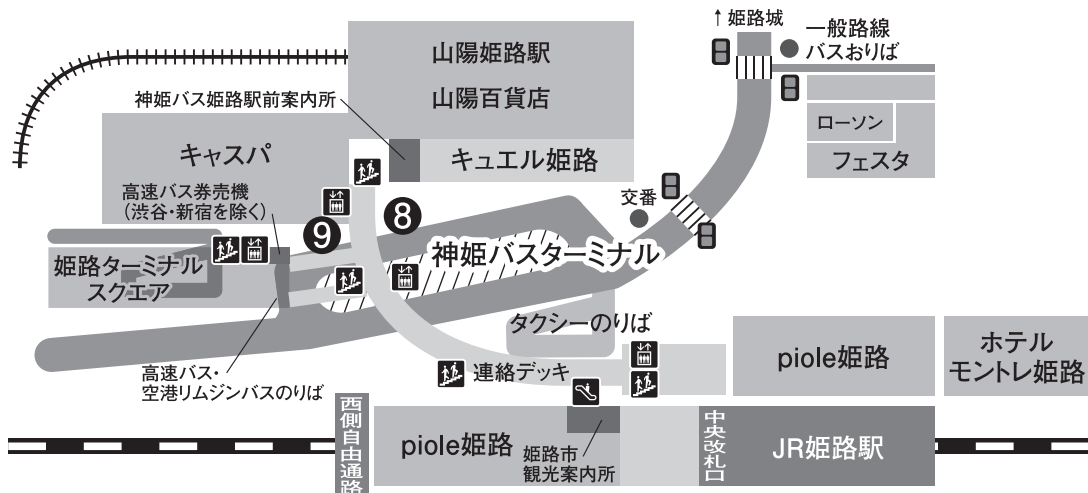 ↑姫路城
一般路線
バスおりば
山陽姫路駅
山陽百貨店
神姫バス姫路駅前案内所
キャスパ
キュエル姫路
ローソン
フェスタ
高速バス券売機
(渋谷・新宿を除く)
交番
⑧
⑨
神姫バスターミナル
姫路ターミナル
スクエア
タクシーのりば
piole姫路
ホテル
モントレ姫路
高速バス・
空港リムジンバスのりば
連絡デッキ
西側自由通路
piole姫路
姫路市
観光案内所
中央改札口
JR姫路駅